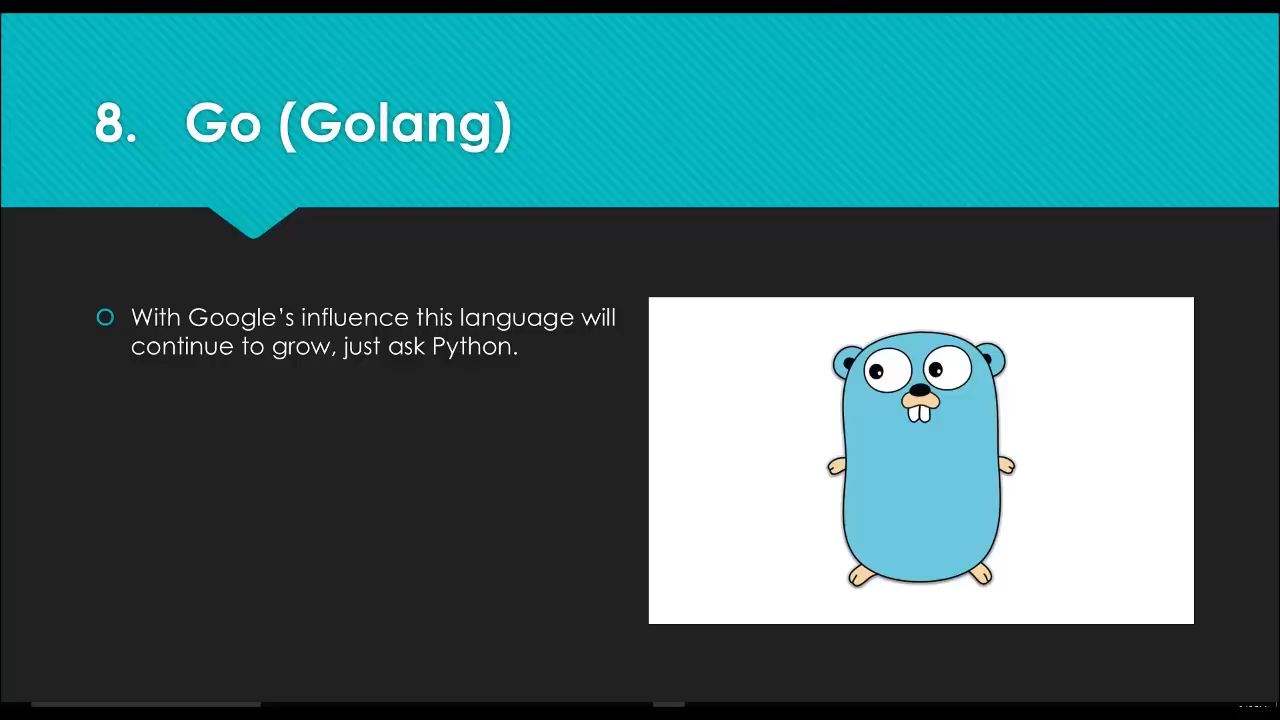 8. Go (Golang)
With Google's influence this language will
continue to grow, just ask Python.